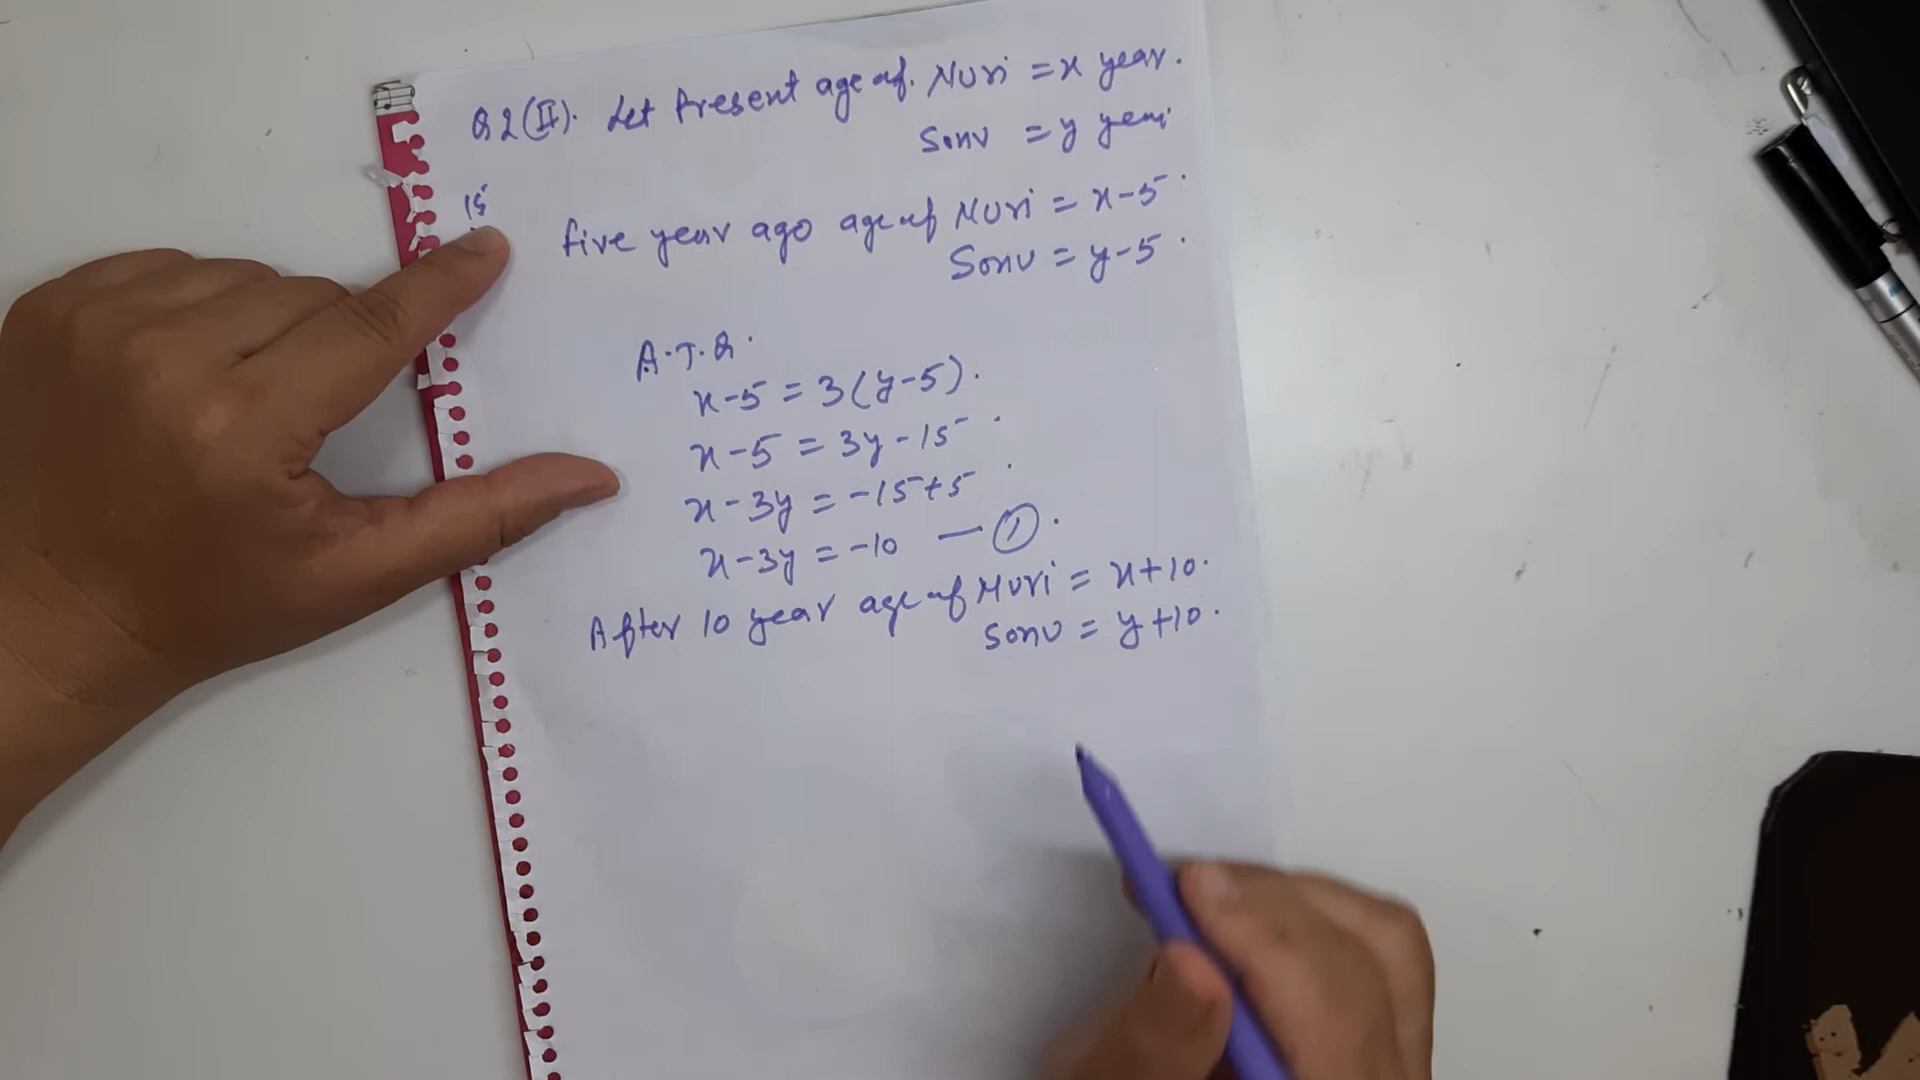 Q2(II). Let Present age of. Nuri = x year.
Sonu = y year
15
five year ago age of Nuri = x-5
Sonu = y-5
A.T.Q.
x-5 = 3(y-5).
x-5 = 3y-15
x-3y = -15+5
x-3y = -10 — ①.
After 10 year age of Nuri = x+10.
Sonu = y+10.